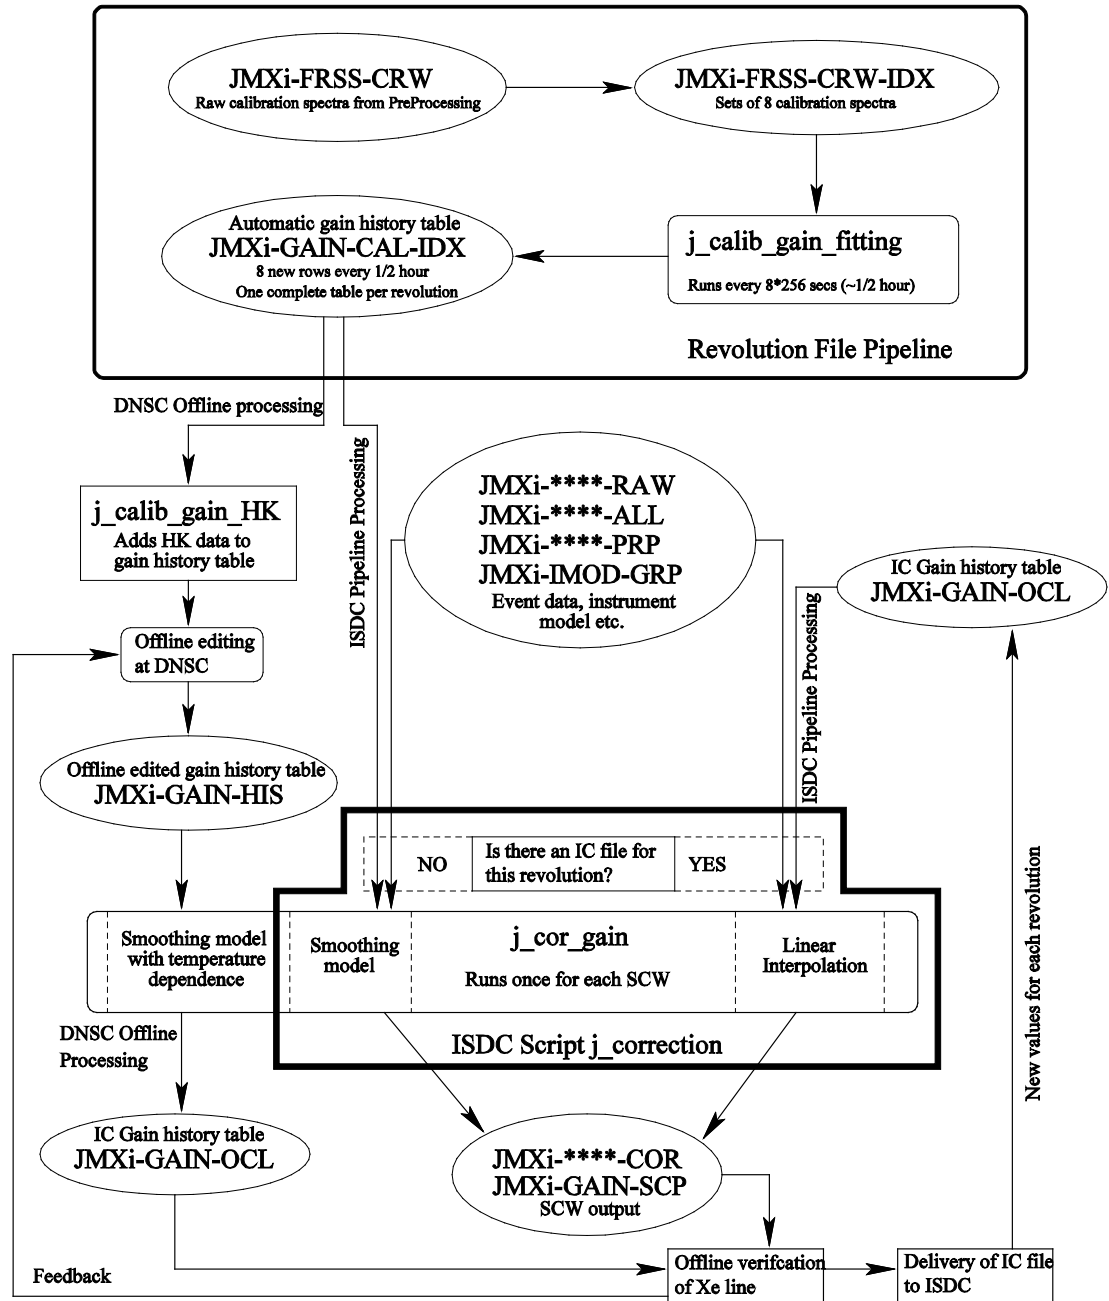 JMXi-FRSS-CRW
Raw calibration spectra from PreProcessing
JMXi-FRSS-CRW-IDX
Sets of 8 calibration spectra
Automatic gain history table
JMXi-GAIN-CAL-IDX
8 new rows every 1/2 hour
One complete table per revolution
j_calib_gain_fitting
Runs every 8*256 secs (~1/2 hour)
Revolution File Pipeline
DNSC Offline processing
ISDC Pipeline Processing
j_calib_gain_HK
Adds HK data to
gain history table
JMXi-****-RAW
JMXi-****-ALL
JMXi-****-PRP
JMXi-IMOD-GRP
Event data, instrument
model etc.
IC Gain history table
JMXi-GAIN-OCL
ISDC Pipeline Processing
Offline editing
at DNSC
Offline edited gain history table
JMXi-GAIN-HIS
NO
Is there an IC file for
this revolution?
YES
Smoothing model
with temperature
dependence
Smoothing
model
j_cor_gain
Runs once for each SCW
Linear
Interpolation
New values for each revolution
DNSC Offline
Processing
ISDC Script j_correction
IC Gain history table
JMXi-GAIN-OCL
JMXi-****-COR
JMXi-GAIN-SCP
SCW output
Feedback
Offline verifcation
of Xe line
Delivery of IC file
to ISDC